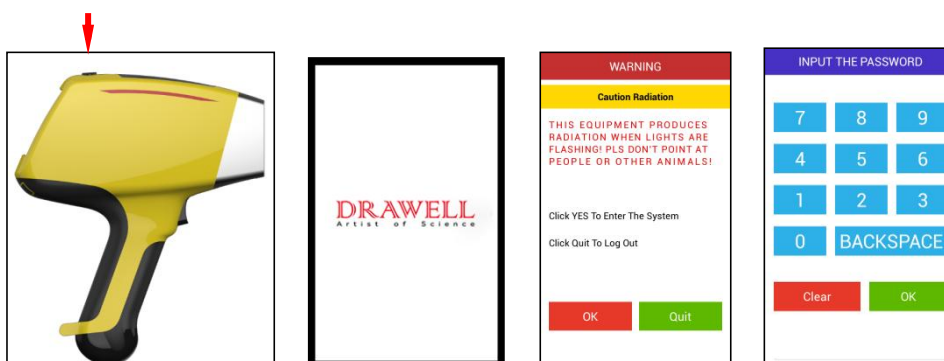 DRAWELL
Artist of Science
WARNING
Caution Radiation
THIS EQUIPMENT PRODUCES
RADIATION WHEN LIGHTS ARE
FLASHING! PLS DON'T POINT AT
PEOPLE OR OTHER ANIMALS!
Click YES To Enter The System
Click Quit To Log Out
OK
Quit
INPUT THE PASSWORD
7 8 9
4 5 6
1 2 3
0 BACKSPACE
Clear OK